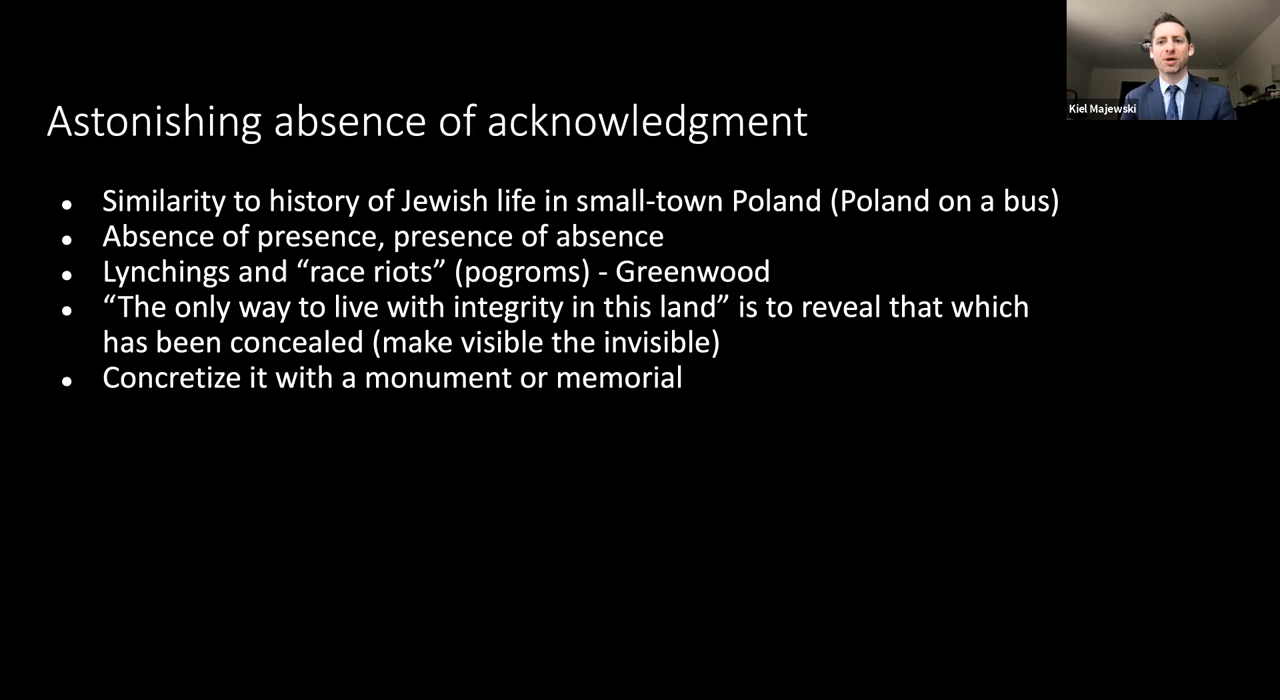 Kiel Majewski
Astonishing absence of acknowledgment
● Similarity to history of Jewish life in small-town Poland (Poland on a bus)
● Absence of presence, presence of absence
● Lynchings and “race riots” (pogroms) - Greenwood
● “The only way to live with integrity in this land” is to reveal that which
has been concealed (make visible the invisible)
● Concretize it with a monument or memorial